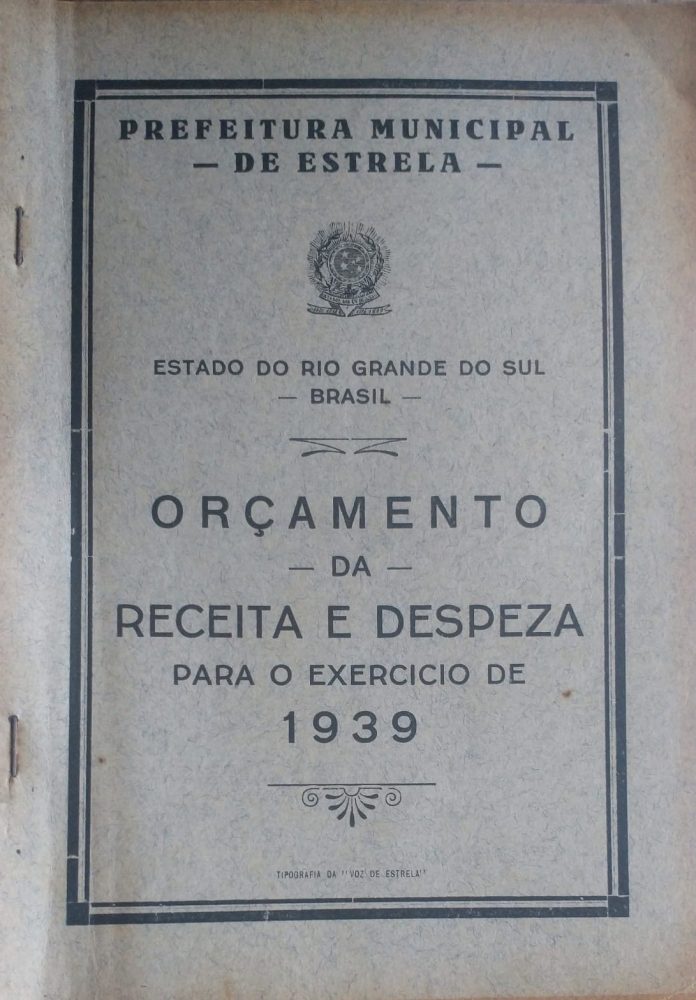 PREFEITURA MUNICIPAL
— DE ESTRELA —
ESTADO DO RIO GRANDE DO SUL
— BRASIL —
ORÇAMENTO
— DA —
RECEITA E DESPEZA
PARA O EXERCICIO DE
1939
TIPOGRAFIA DA "VOZ DE ESTRELA"